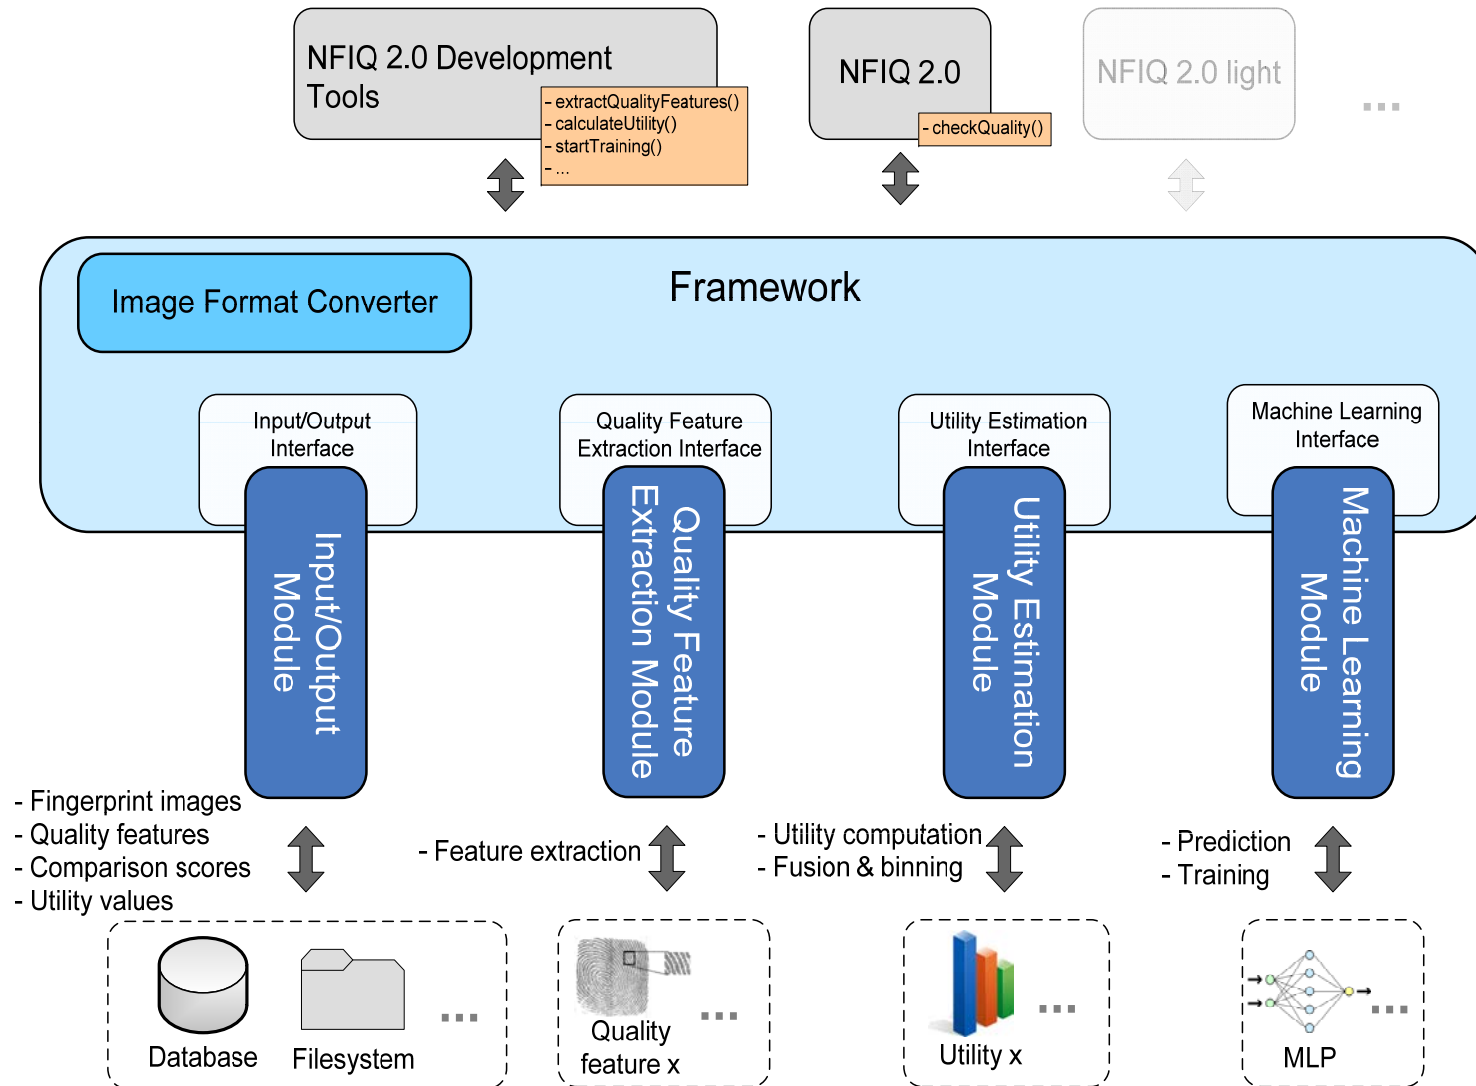 NFIQ 2.0 Development
Tools
- extractQualityFeatures()
- calculateUtility()
- startTraining()
- ...
NFIQ 2.0
- checkQuality()
NFIQ 2.0 light
...
Image Format Converter
Framework
Input/Output
Interface
Quality Feature
Extraction Interface
Utility Estimation
Interface
Machine Learning
Interface
Input/Output
Module
Quality Feature
Extraction Module
Utility Estimation
Module
Machine Learning
Module
- Fingerprint images
- Quality features
- Comparison scores
- Utility values
- Feature extraction
- Utility computation
- Fusion & binning
- Prediction
- Training
Database
Filesystem
...
Quality
feature x
...
Utility x
...
MLP
...